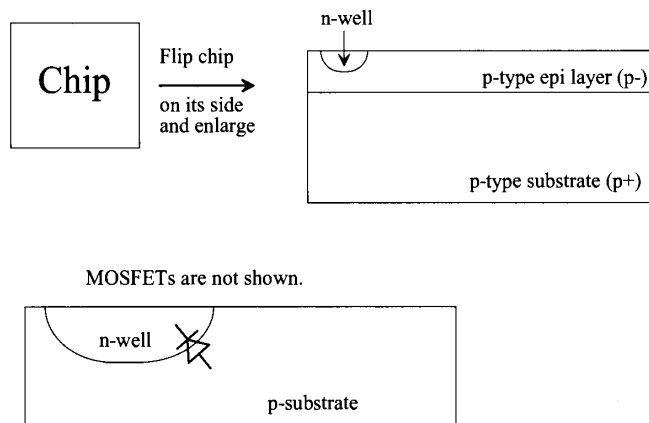 n-well
Chip
Flip chip
on its side
and enlarge
p-type epi layer (p-)
p-type substrate (p+)
MOSFETs are not shown.
n-well
p-substrate